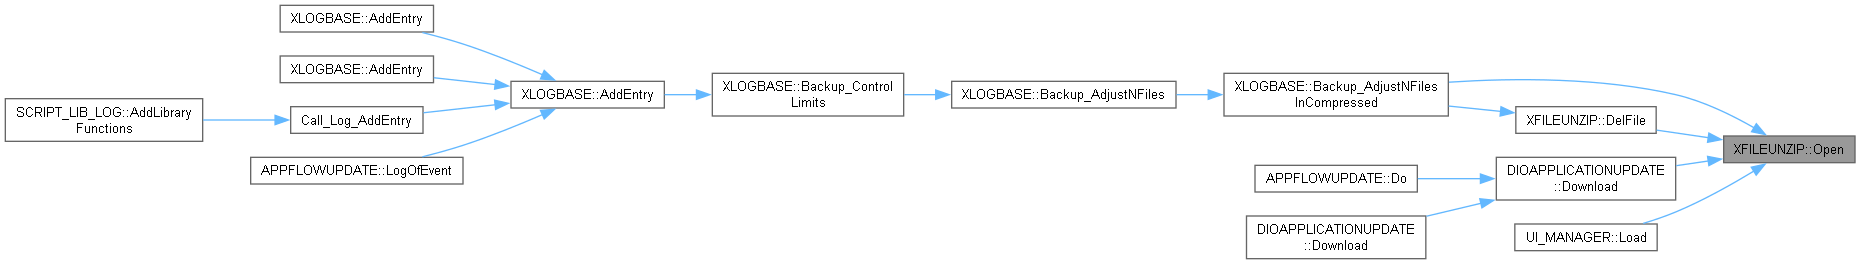 XLOGBASE::AddEntry
XLOGBASE::AddEntry
SCRIPT_LIB_LOG::AddLibrary
Functions
Call_Log_AddEntry
APPFLOWUPDATE::LogOfEvent
XLOGBASE::AddEntry
XLOGBASE::Backup_Control
Limits
XLOGBASE::Backup_AdjustNFiles
XLOGBASE::Backup_AdjustNFiles
InCompressed
XFILEUNZIP::DelFile
XFILEUNZIP::Open
APPFLOWUPDATE::Do
DIOAPPLICATIONUPDATE
::Download
DIOAPPLICATIONUPDATE
::Download
UI_MANAGER::Load